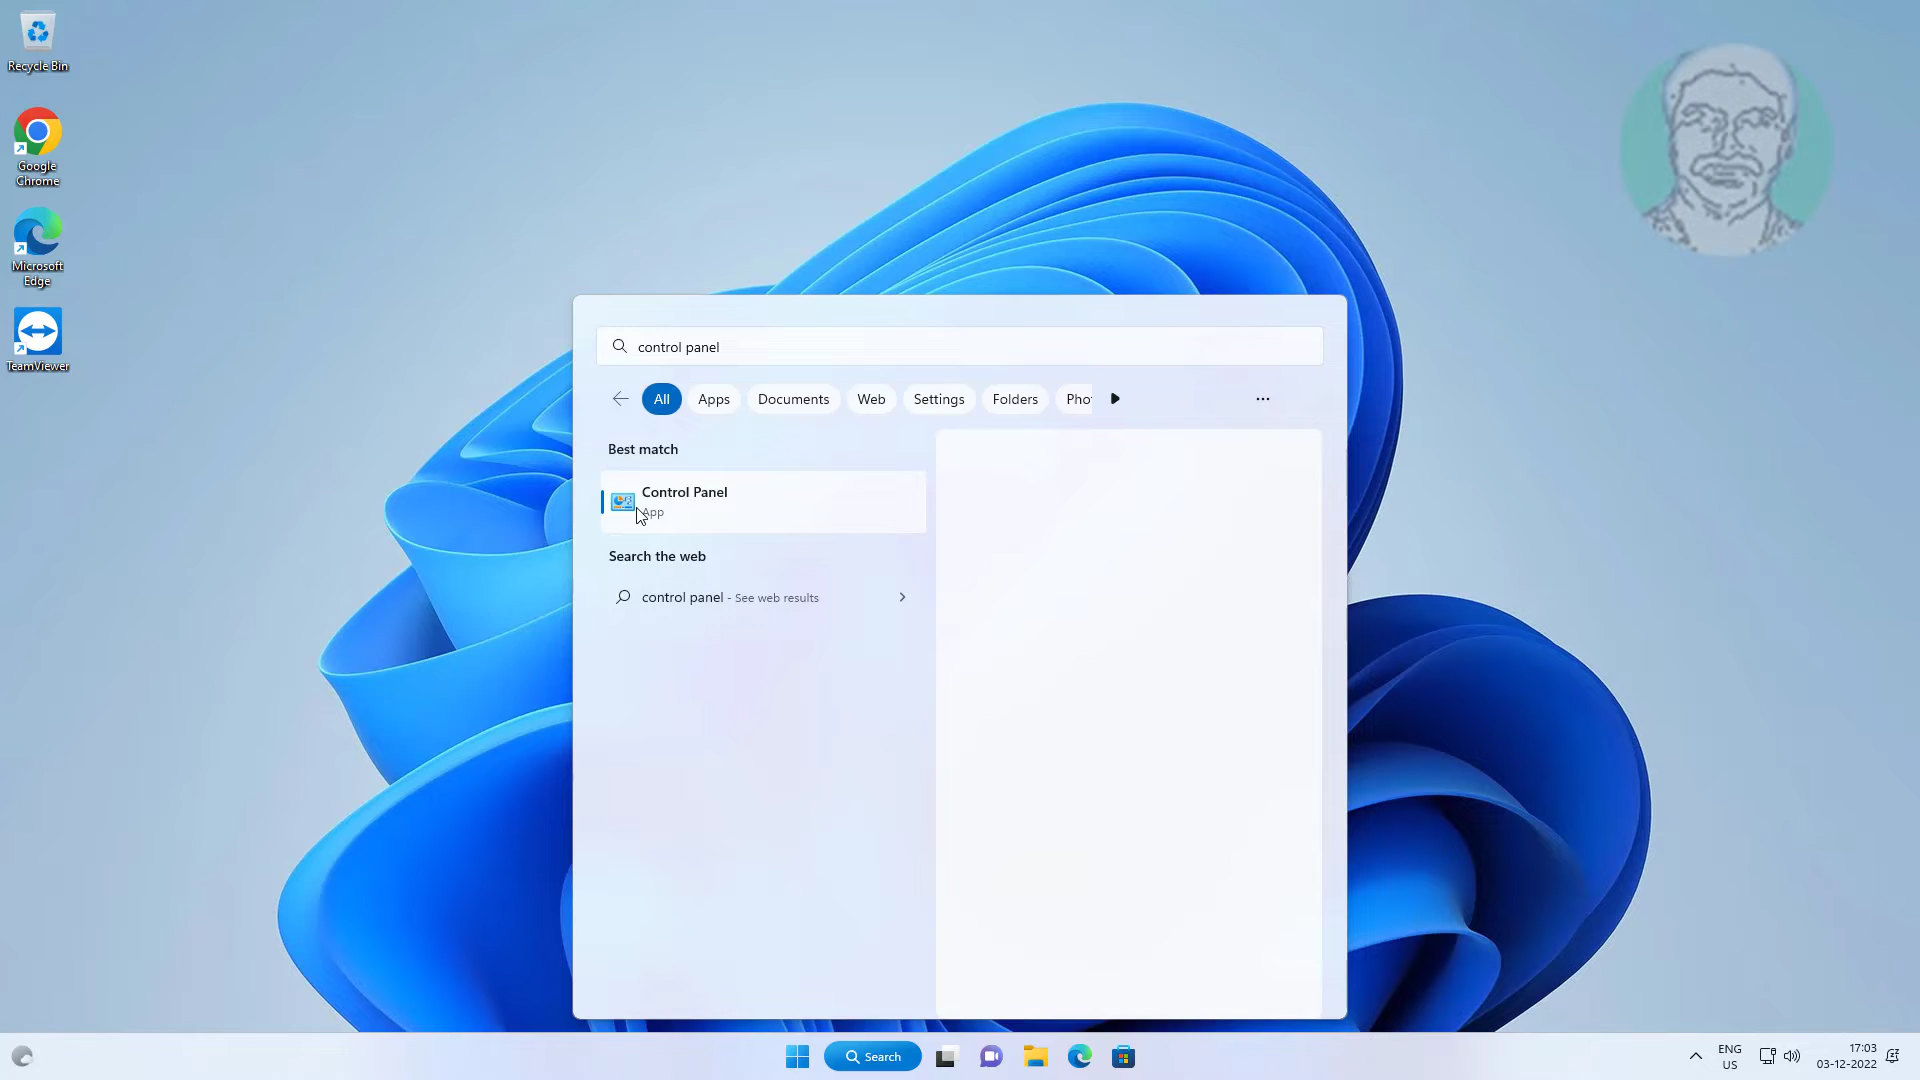 Recycle Bin
Google
Chrome
Microsoft
Edge
TeamViewer
control panel
All
Apps
Documents
Web
Settings
Folders
Pho
Best match
Control Panel
App
Search the web
control panel - See web results
Search
ENG
US
17:03
03-12-2022